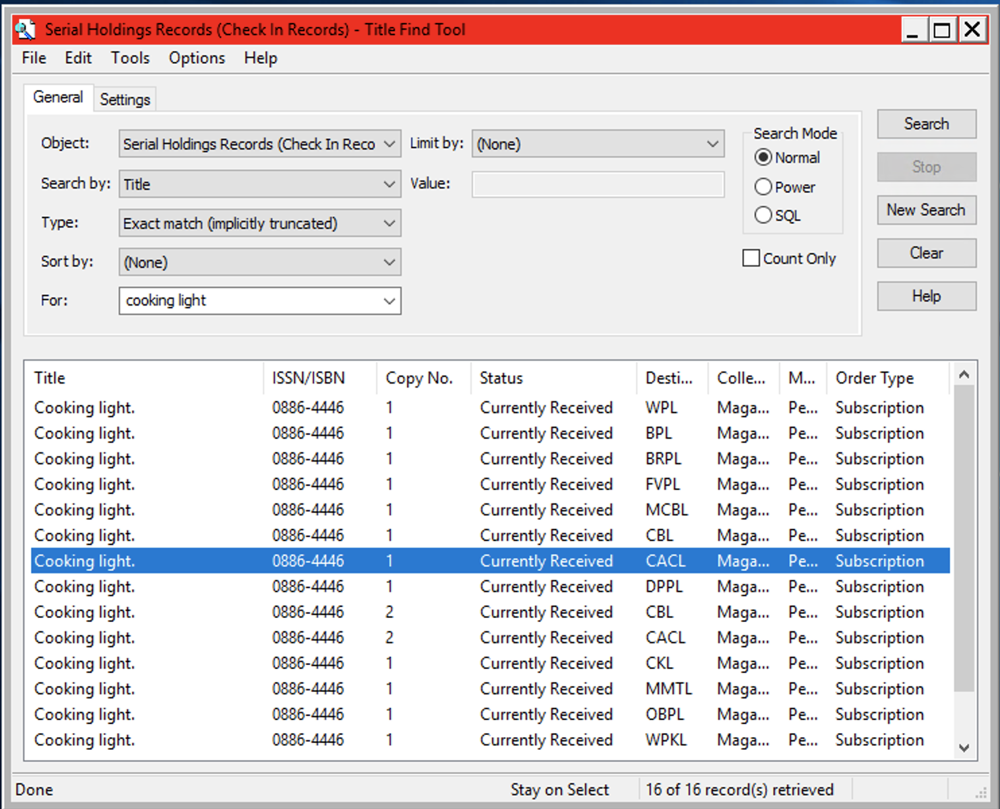 Serial Holdings Records (Check In Records) - Title Find Tool
File Edit Tools Options Help
General Settings
Object: Serial Holdings Records (Check In Reco Limit by: (None) Search Mode Search
Normal
Search by: Title Value: Stop
Power
Type: Exact match (implicitly truncated) SQL New Search
Sort by: (None) Count Only Clear
For: cooking light Help
Title ISSN/ISBN Copy No. Status Desti... Colle... M... Order Type
Cooking light. 0886-4446 1 Currently Received WPL Maga... Pe... Subscription
Cooking light. 0886-4446 1 Currently Received BPL Maga... Pe... Subscription
Cooking light. 0886-4446 1 Currently Received BRPL Maga... Pe... Subscription
Cooking light. 0886-4446 1 Currently Received FVPL Maga... Pe... Subscription
Cooking light. 0886-4446 1 Currently Received MCBL Maga... Pe... Subscription
Cooking light. 0886-4446 1 Currently Received CBL Maga... Pe... Subscription
Cooking light. 0886-4446 1 Currently Received CACL Maga... Pe... Subscription
Cooking light. 0886-4446 1 Currently Received DPPL Maga... Pe... Subscription
Cooking light. 0886-4446 2 Currently Received CBL Maga... Pe... Subscription
Cooking light. 0886-4446 2 Currently Received CACL Maga... Pe... Subscription
Cooking light. 0886-4446 1 Currently Received CKL Maga... Pe... Subscription
Cooking light. 0886-4446 1 Currently Received MMTL Maga... Pe... Subscription
Cooking light. 0886-4446 1 Currently Received OBPL Maga... Pe... Subscription
Cooking light. 0886-4446 1 Currently Received WPKL Maga... Pe... Subscription
Done Stay on Select 16 of 16 record(s) retrieved